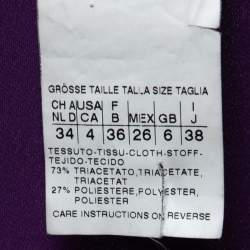 GRÖSSE TAILLE TALLA SIZE TAGLIA
CH A USA F MEX GB I
NL D CA B J
34 4 36 26 6 38
TESSUTO-TISSU-CLOTH-STOFF-
TEJIDO-TECIDO
73% TRIACETATO, TRIACETATE,
TRIACETAT
27% POLIESTERE, POLYESTER,
POLIESTER
CARE INSTRUCTIONS ON REVERSE